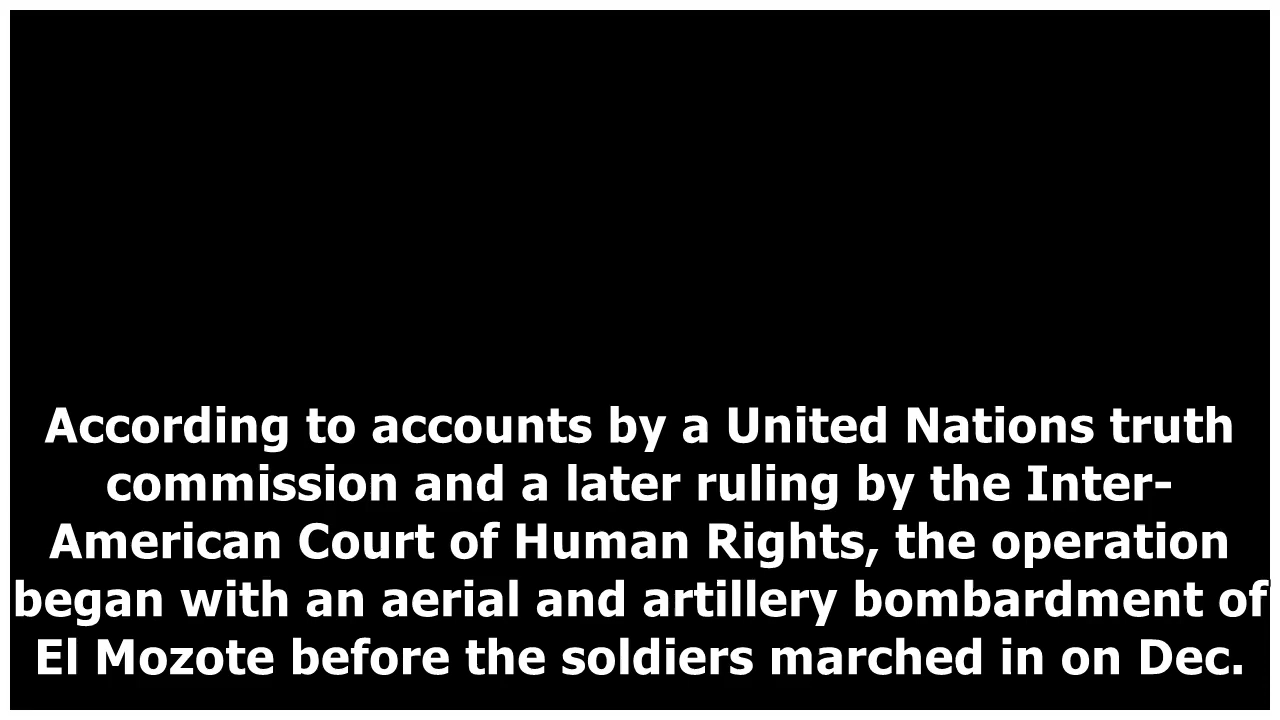 According to accounts by a United Nations truth
commission and a later ruling by the Inter-
American Court of Human Rights, the operation
began with an aerial and artillery bombardment of
El Mozote before the soldiers marched in on Dec.